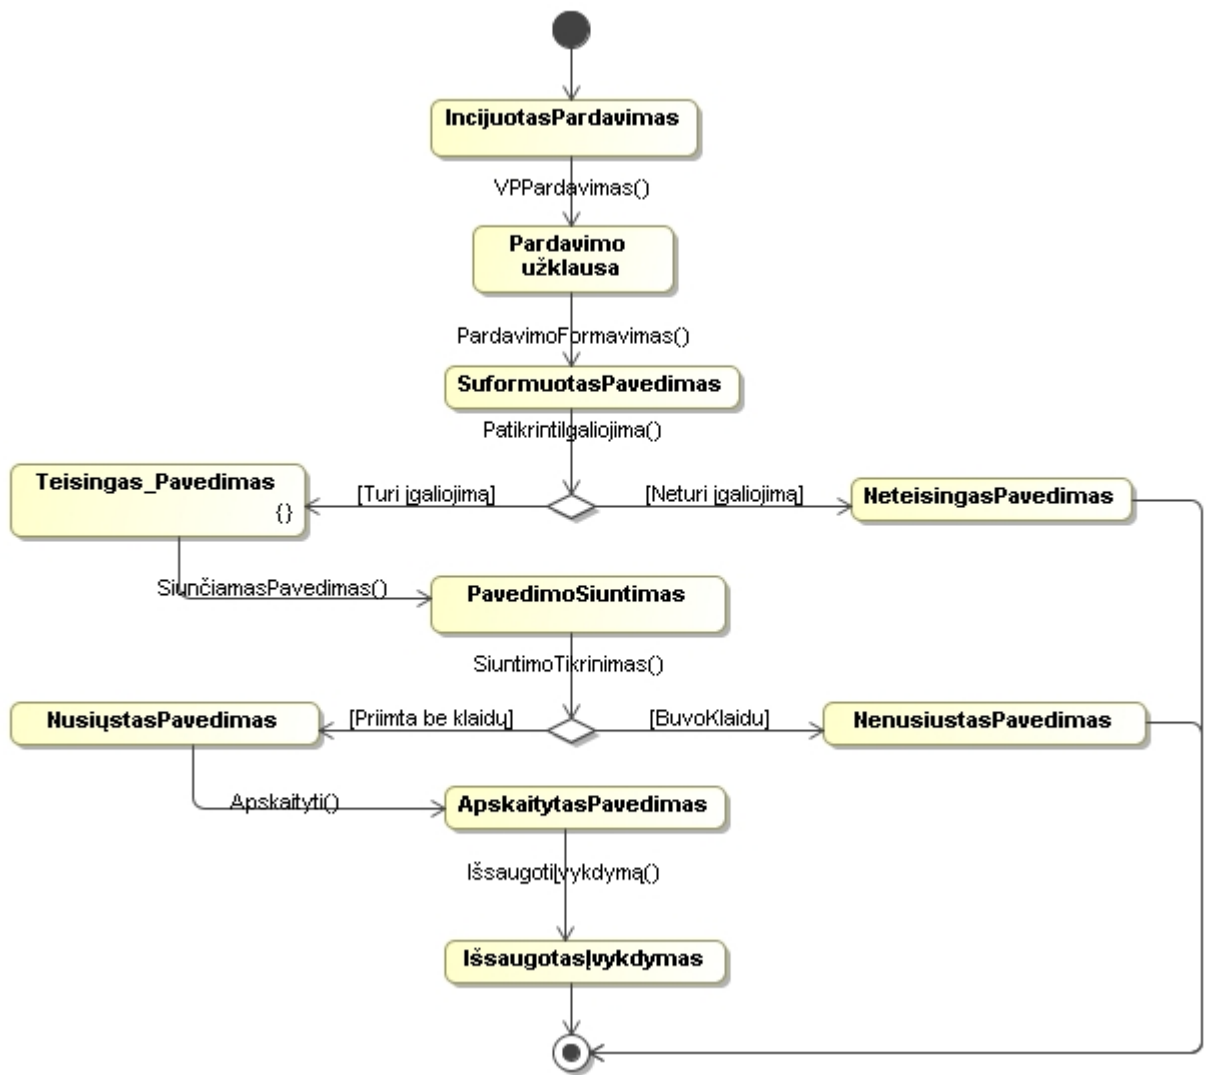 IncijuotasPardavimas
VPPardavimas()
Pardavimo
užklausa
PardavimoFormavimas()
SuformuotasPavedimas
PatikrintiIgaliojima()
Teisingas_Pavedimas
{}
[Turi įgaliojimą]
[Neturi įgaliojimą]
NeteisingasPavedimas
SiunčiamasPavedimas()
PavedimoSiuntimas
SiuntimoTikrinimas()
NusiųstasPavedimas
[Priimta be klaidų]
[BuvoKlaidu]
NenusiustasPavedimas
Apskaityti()
ApskaitytasPavedimas
IšsaugotiĮvykdymą()
IšsaugotasĮvykdymas